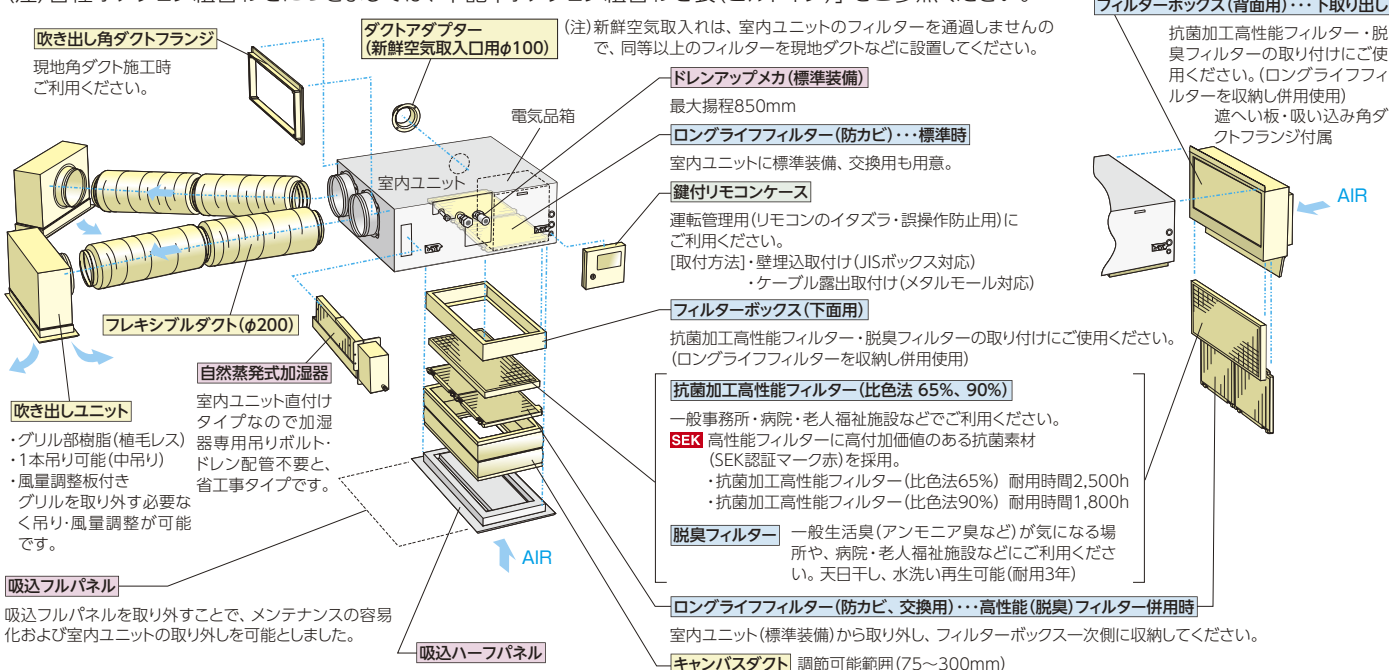 吹き出し角ダクトフランジ
現地角ダクト施工時
ご利用ください。
ダクトアダプター
(新鮮空気取入口用φ100)
(注)新鮮空気取入れは、室内ユニットのフィルターを通過しませんの
で、同等以上のフィルターを現地ダクトなどに設置してください。
フィルターボックス(背面用)･･･下取り出し
抗菌加工高性能フィルター・脱
臭フィルターの取り付けにご使
用ください。(ロングライフフィ
ルターを収納し併用使用)
遮へい板・吸い込み角ダ
クトフランジ付属
AIR
ドレンアップメカ(標準装備)
最大揚程850mm
電気品箱
室内ユニット
ロングライフフィルター(防カビ)･･･標準時
室内ユニットに標準装備、交換用も用意。
鍵付リモコンケース
運転管理用(リモコンのイタズラ・誤操作防止用)に
ご利用ください。
[取付方法]・壁埋込取付け(JISボックス対応)
・ケーブル露出取付け(メタルモール対応)
フレキシブルダクト(φ200)
フィルターボックス(下面用)
抗菌加工高性能フィルター・脱臭フィルターの取り付けにご使用ください。
(ロングライフフィルターを収納し併用使用)
自然蒸発式加湿器
室内ユニット直付け
タイプなので加湿
器専用吊りボルト・
ドレン配管不要と、
省工事タイプです。
吹き出しユニット
・グリル部樹脂(植毛レス)
・1本吊り可能(中吊り)
・風量調整板付き
グリルを取り外す必要な
く吊り・風量調整が可能
です。
抗菌加工高性能フィルター(比色法 65%、90%)
一般事務所・病院・老人福祉施設などでご利用ください。
SEK 高性能フィルターに高付加価値のある抗菌素材
(SEK認証マーク赤)を採用。
・抗菌加工高性能フィルター(比色法65%) 耐用時間2,500h
・抗菌加工高性能フィルター(比色法90%) 耐用時間1,800h
脱臭フィルター 一般生活臭(アンモニア臭など)が気になる場
所や、病院・老人福祉施設などにご利用くださ
い。天日干し、水洗い再生可能(耐用3年)
AIR
吸込フルパネル
吸込フルパネルを取り外すことで、メンテナンスの容易
化および室内ユニットの取り外しを可能としました。
吸込ハーフパネル
ロングライフフィルター(防カビ、交換用)･･･高性能(脱臭)フィルター併用時
室内ユニット(標準装備)から取り外し、フィルターボックス一次側に収納してください。
キャンバスダクト 調節可能範囲(75～300mm)